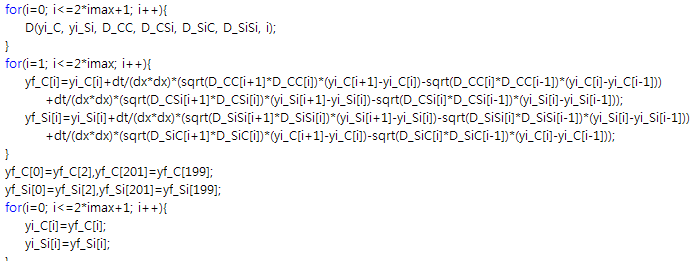 for(i=0; i<=2*imax+1; i++){
D(yi_C, yi_Si, D_CC, D_CSi, D_SiC, D_SiSi, i);
}
for(i=1; i<=2*imax; i++){
yf_C[i]=yi_C[i]+dt/(dx*dx)*(sqrt(D_CC[i+1]*D_CC[i])*(yi_C[i+1]-yi_C[i])-sqrt(D_CC[i]*D_CC[i-1])*(yi_C[i]-yi_C[i-1]))
+dt/(dx*dx)*(sqrt(D_CSi[i+1]*D_CSi[i])*(yi_Si[i+1]-yi_Si[i])-sqrt(D_CSi[i]*D_CSi[i-1])*(yi_Si[i]-yi_Si[i-1]));
yf_Si[i]=yi_Si[i]+dt/(dx*dx)*(sqrt(D_SiSi[i+1]*D_SiSi[i])*(yi_Si[i+1]-yi_Si[i])-sqrt(D_SiSi[i]*D_SiSi[i-1])*(yi_Si[i]-yi_Si[i-1]))
+dt/(dx*dx)*(sqrt(D_SiC[i+1]*D_SiC[i])*(yi_C[i+1]-yi_C[i])-sqrt(D_SiC[i]*D_SiC[i-1])*(yi_C[i]-yi_C[i-1]));
}
yf_C[0]=yf_C[2],yf_C[201]=yf_C[199];
yf_Si[0]=yf_Si[2],yf_Si[201]=yf_Si[199];
for(i=0; i<=2*imax+1; i++){
yi_C[i]=yf_C[i];
yi_Si[i]=yf_Si[i];